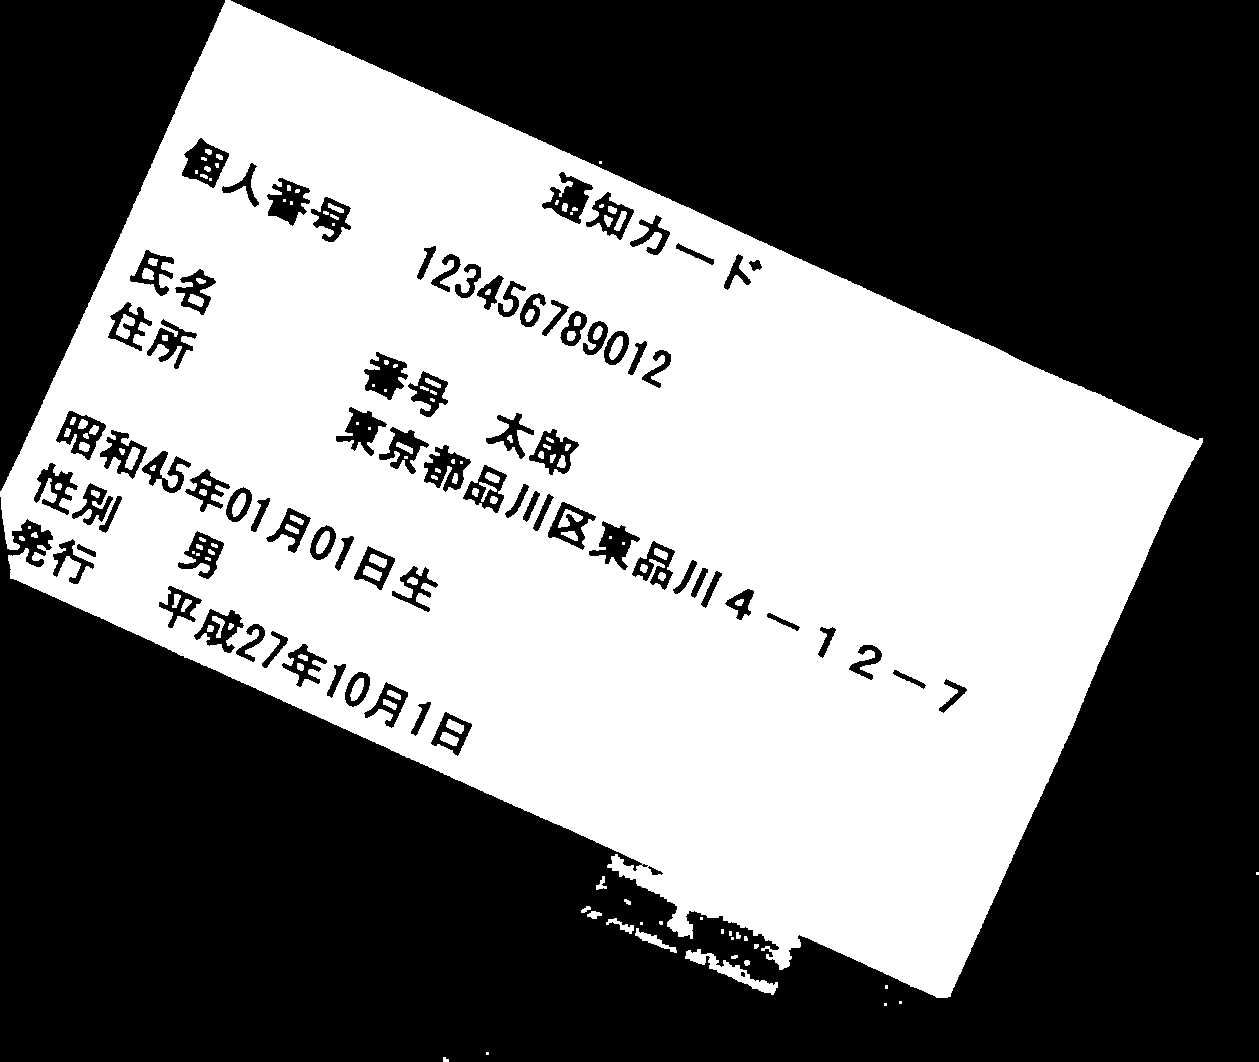 通知カード
個人番号 123456789012
氏名 番号 太郎
住所 東京都品川区東品川4-12-7
昭和45年01月01日生
性別 男
発行 平成27年10月1日